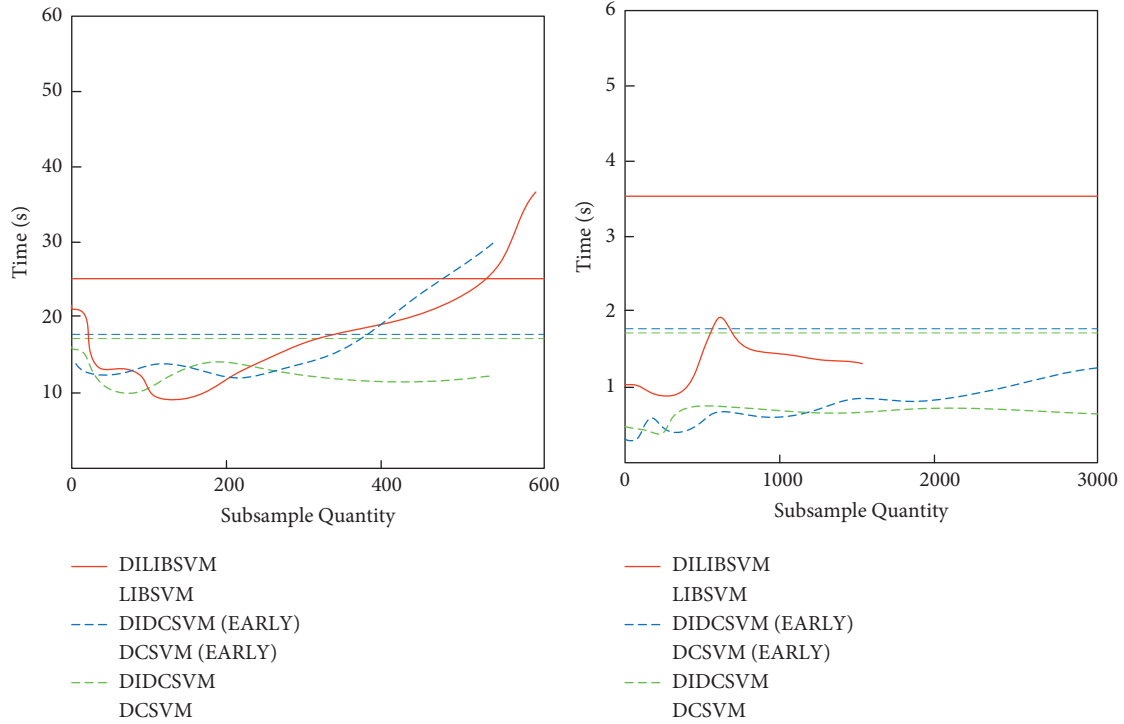 60
50
40
30
20
10
Time (s)
0
200
400
600
Subsample Quantity
DILIBSVM
LIBSVM
DIDCSVM (EARLY)
DCSVM (EARLY)
DIDCSVM
DCSVM
6
5
4
3
2
1
Time (s)
0
1000
2000
3000
Subsample Quantity
DILIBSVM
LIBSVM
DIDCSVM (EARLY)
DCSVM (EARLY)
DIDCSVM
DCSVM